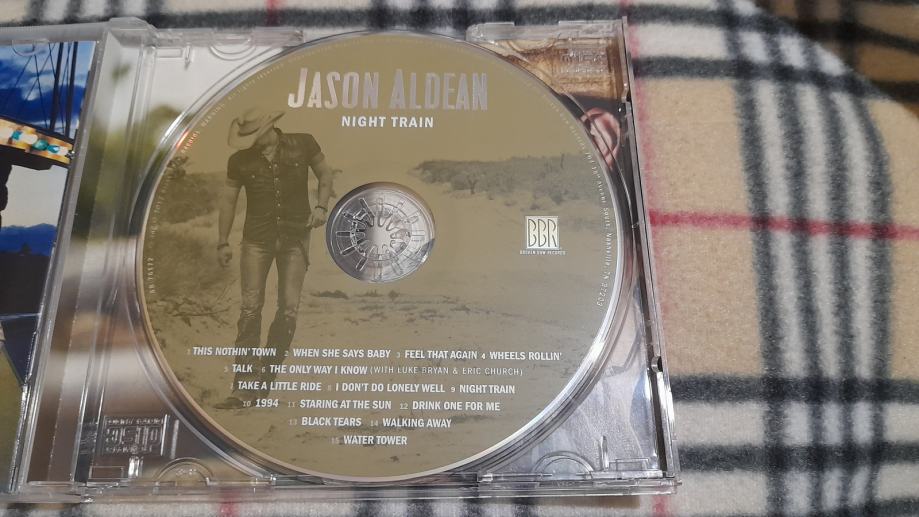 JASON ALDEAN
NIGHT TRAIN
BBR
BROKEN BOW RECORDS
1 THIS NOTHIN' TOWN 2 WHEN SHE SAYS BABY 3 FEEL THAT AGAIN 4 WHEELS ROLLIN'
5 TALK 6 THE ONLY WAY I KNOW (WITH LUKE BRYAN & ERIC CHURCH)
7 TAKE A LITTLE RIDE 8 I DON'T DO LONELY WELL 9 NIGHT TRAIN
10 1994 11 STARING AT THE SUN 12 DRINK ONE FOR ME
13 BLACK TEARS 14 WALKING AWAY
15 WATER TOWER